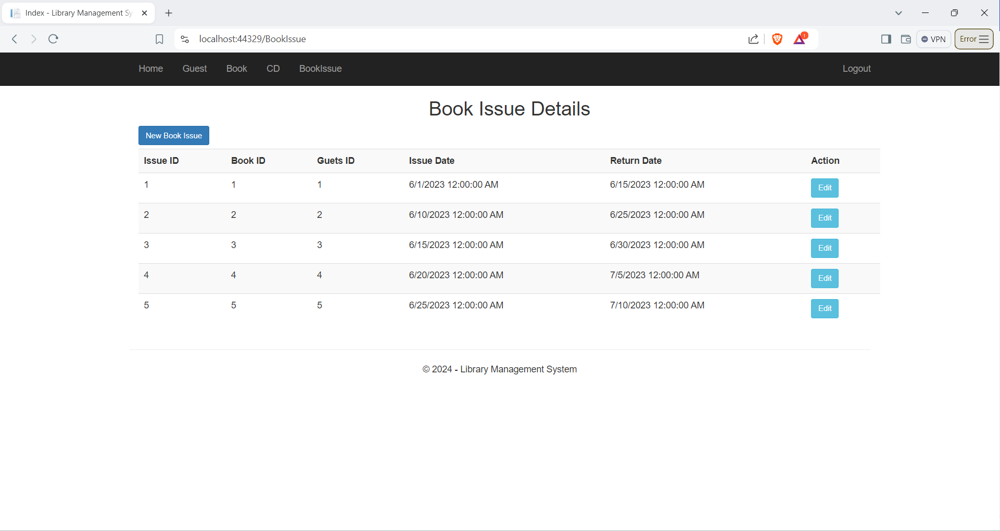 Index - Library Management Sy
localhost:44329/BookIssue
1
VPN
Error
Home Guest Book CD BookIssue Logout
Book Issue Details
New Book Issue
Issue ID Book ID Guets ID Issue Date Return Date Action
1 1 1 6/1/2023 12:00:00 AM 6/15/2023 12:00:00 AM Edit
2 2 2 6/10/2023 12:00:00 AM 6/25/2023 12:00:00 AM Edit
3 3 3 6/15/2023 12:00:00 AM 6/30/2023 12:00:00 AM Edit
4 4 4 6/20/2023 12:00:00 AM 7/5/2023 12:00:00 AM Edit
5 5 5 6/25/2023 12:00:00 AM 7/10/2023 12:00:00 AM Edit
© 2024 - Library Management System